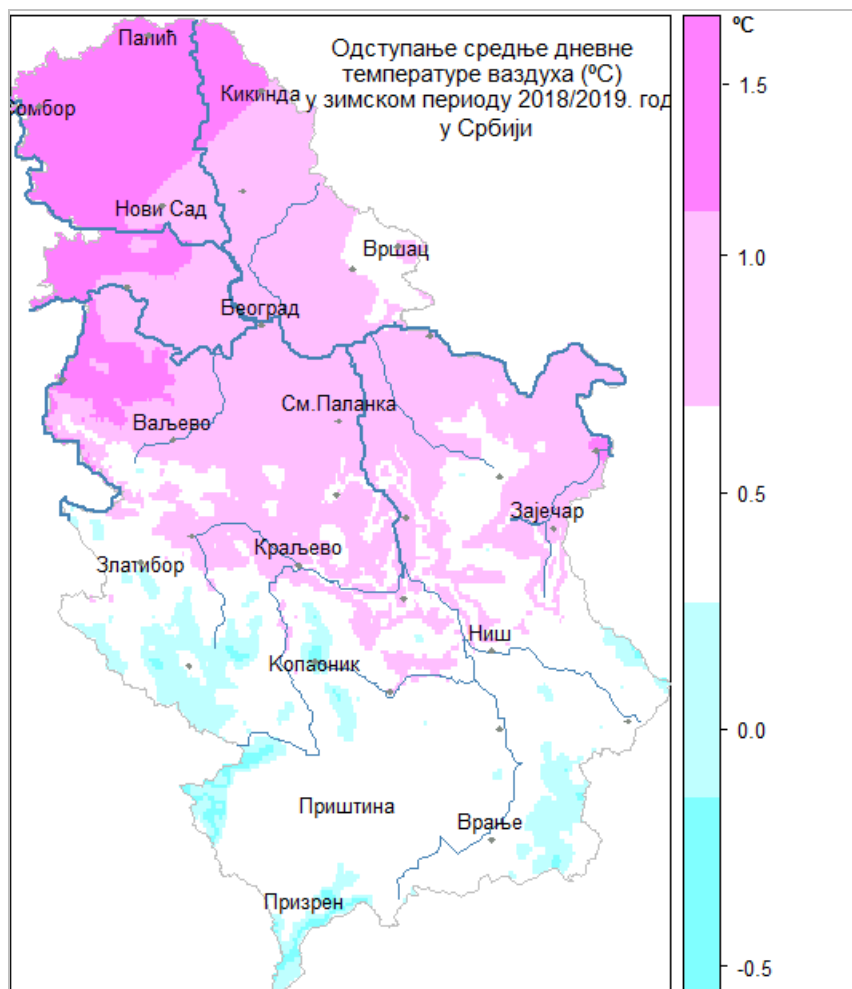 Одступање средње дневне
температуре ваздуха (ºC)
у зимском периоду 2018/2019. год
у Србији
ºC
1.5
1.0
0.5
0.0
-0.5
Палић
Кикинда
Сомбор
Нови Сад
Вршац
Београд
См.Паланка
Ваљево
Зајечар
Краљево
Златибор
Ниш
Копаоник
Приштина
Врање
Призрен